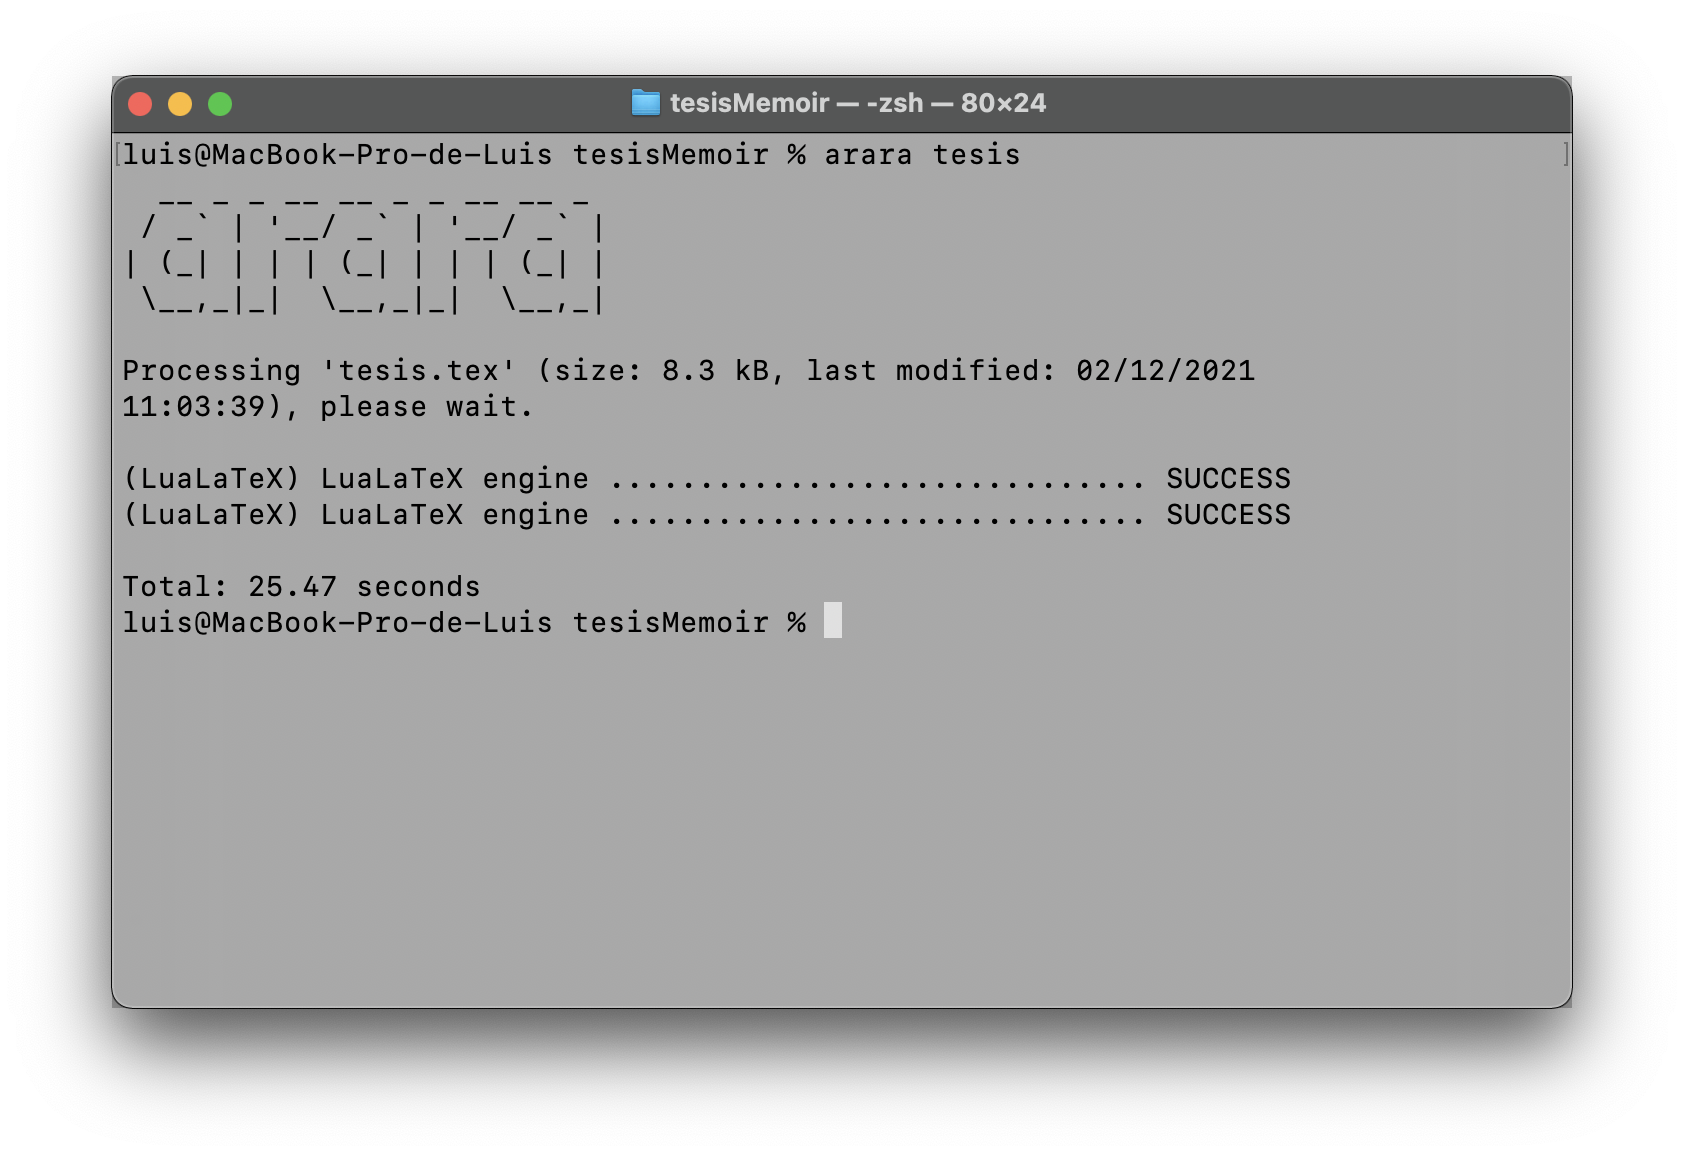 tesisMemoir — -zsh — 80×24
[luis@MacBook-Pro-de-Luis tesisMemoir % arara tesis ]
  __ _ _ __ __ _ _ __ __ _
 / _` | '__/ _` | '__/ _` |
| (_| | | | (_| | | | (_| |
 \__,_|_|  \__,_|_|  \__,_|
Processing 'tesis.tex' (size: 8.3 kB, last modified: 02/12/2021
11:03:39), please wait.
(LuaLaTeX) LuaLaTeX engine .............................. SUCCESS
(LuaLaTeX) LuaLaTeX engine .............................. SUCCESS
Total: 25.47 seconds
luis@MacBook-Pro-de-Luis tesisMemoir %